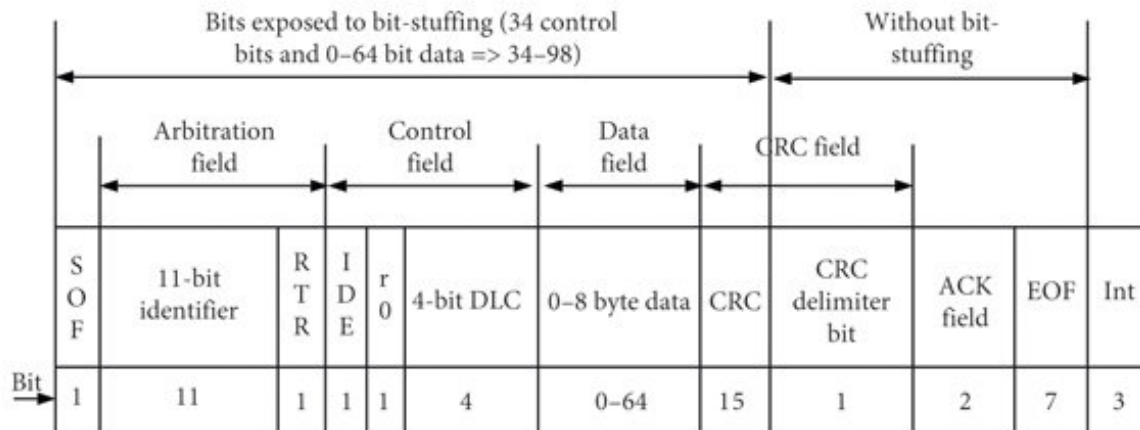 Bits exposed to bit-stuffing (34 control
bits and 0–64 bit data => 34–98)
Without bit-
stuffing
Arbitration
field
Control
field
Data
field
CRC field
S
O
F
11-bit
identifier
R
T
R
I
D
E
r
0
4-bit DLC
0–8 byte data
CRC
CRC
delimiter
bit
ACK
field
EOF
Int
Bit
1
11
1
1
1
4
0–64
15
1
2
7
3